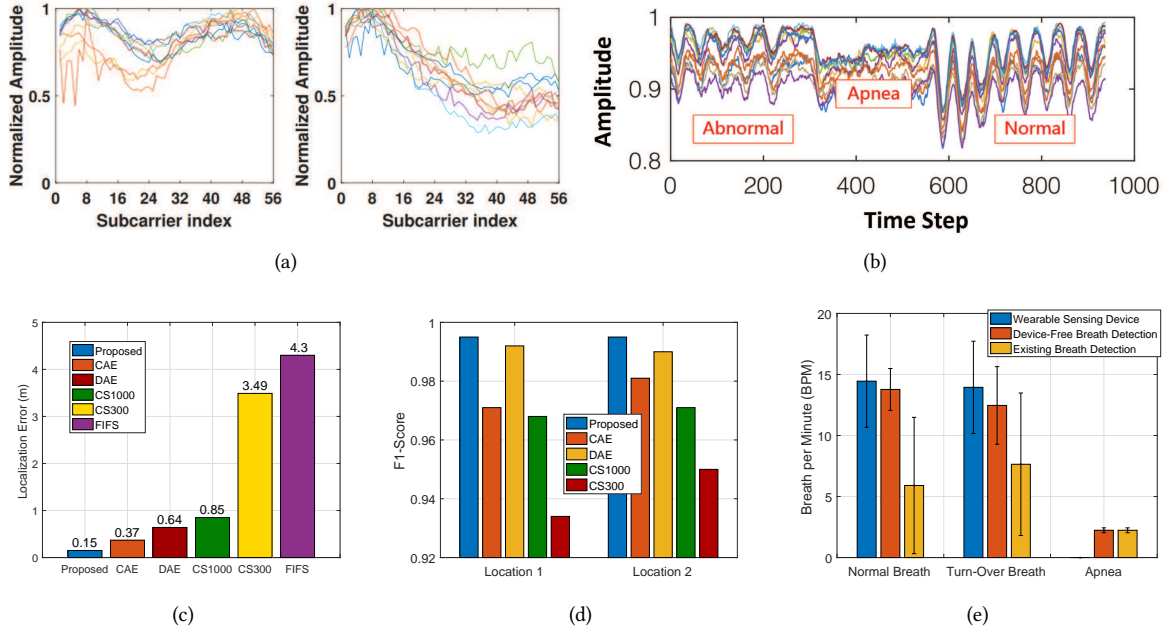 Normalized Amplitude
1
0.5
0
0 8 16 24 32 40 48 56
Subcarrier index
Normalized Amplitude
1
0.5
0
0 8 16 24 32 40 48 56
Subcarrier index
(a)
Amplitude
1
0.9
0.8
Abnormal
Apnea
Normal
0 200 400 600 800 1000
Time Step
(b)
Localization Error (m)
5
4
3
2
1
0
Proposed
CAE
DAE
CS1000
CS300
FIFS
0.15
0.37
0.64
0.85
3.49
4.3
Proposed CAE DAE CS1000 CS300 FIFS
(c)
F1-Score
1
0.98
0.96
0.94
0.92
Proposed
CAE
DAE
CS1000
CS300
Location 1 Location 2
(d)
Breath per Minute (BPM)
20
15
10
5
0
Wearable Sensing Device
Device-Free Breath Detection
Existing Breath Detection
Normal Breath Turn-Over Breath Apnea
(e)